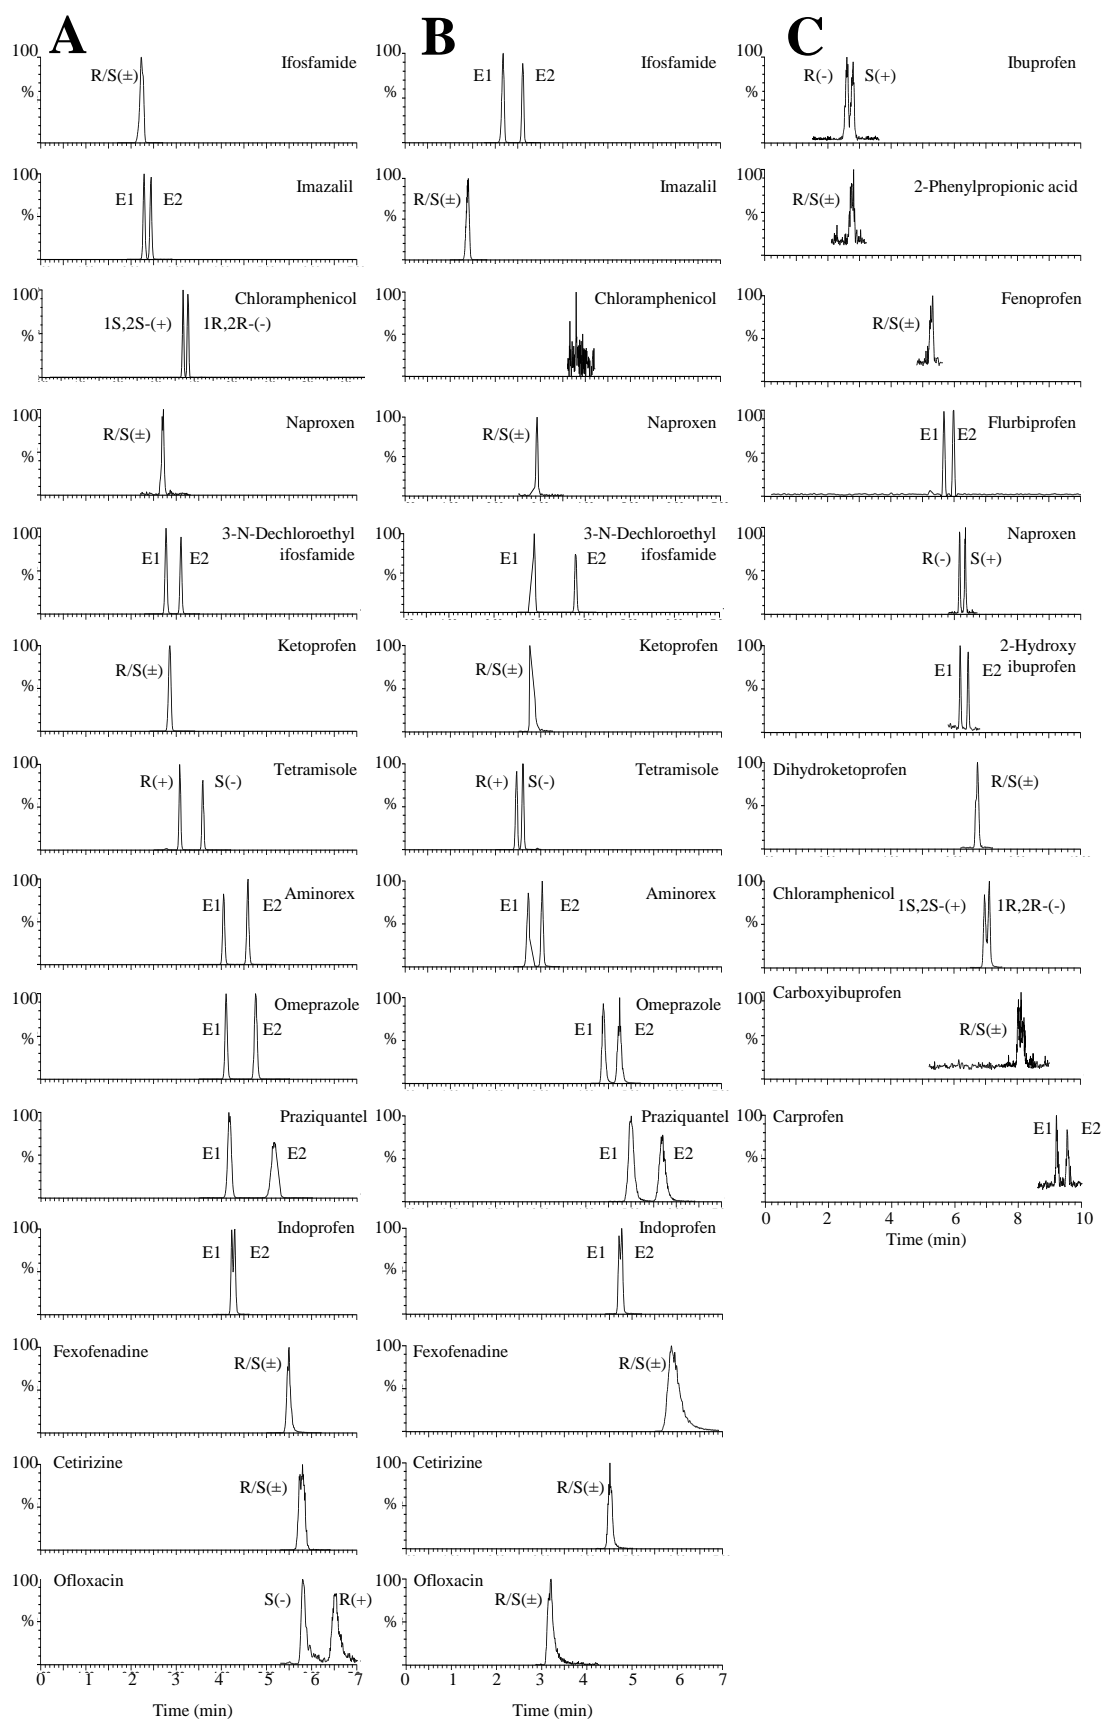 A
100
%
Ifosfamide
R/S(±)
100
%
Imazalil
E1 E2
100
%
Chloramphenicol
1S,2S-(+) 1R,2R-(-)
100
%
Naproxen
R/S(±)
100
%
3-N-Dechloroethyl
ifosfamide
E1 E2
100
%
Ketoprofen
R/S(±)
100
%
Tetramisole
R(+) S(-)
100
%
Aminorex
E1 E2
100
%
Omeprazole
E1 E2
100
%
Praziquantel
E1 E2
100
%
Indoprofen
E1 E2
100
%
Fexofenadine
R/S(±)
100
%
Cetirizine
R/S(±)
100
%
Ofloxacin
S(-) R(+)
0 1 2 3 4 5 6 7
Time (min)
B
100
%
Ifosfamide
E1 E2
100
%
Imazalil
R/S(±)
100
%
Chloramphenicol
100
%
Naproxen
R/S(±)
100
%
3-N-Dechloroethyl
ifosfamide
E1 E2
100
%
Ketoprofen
R/S(±)
100
%
Tetramisole
R(+) S(-)
100
%
Aminorex
E1 E2
100
%
Omeprazole
E1 E2
100
%
Praziquantel
E1 E2
100
%
Indoprofen
E1 E2
100
%
Fexofenadine
R/S(±)
100
%
Cetirizine
R/S(±)
100
%
Ofloxacin
R/S(±)
0 1 2 3 4 5 6 7
Time (min)
C
100
%
Ibuprofen
R(-) S(+)
100
%
2-Phenylpropionic acid
R/S(±)
100
%
Fenoprofen
R/S(±)
100
%
Flurbiprofen
E1 E2
100
%
Naproxen
R(-) S(+)
100
%
2-Hydroxy
ibuprofen
E1 E2
100
%
Dihydroketoprofen
R/S(±)
100
%
Chloramphenicol
1S,2S-(+) 1R,2R-(-)
100
%
Carboxyibuprofen
R/S(±)
100
%
Carprofen
E1 E2
0 2 4 6 8 10
Time (min)